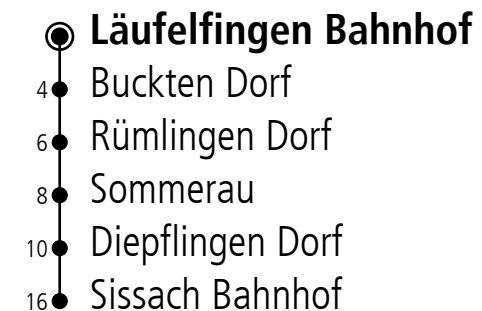 Läufelfingen Bahnhof
4 Buckten Dorf
6 Rümlingen Dorf
8 Sommerau
10 Diepflingen Dorf
16 Sissach Bahnhof